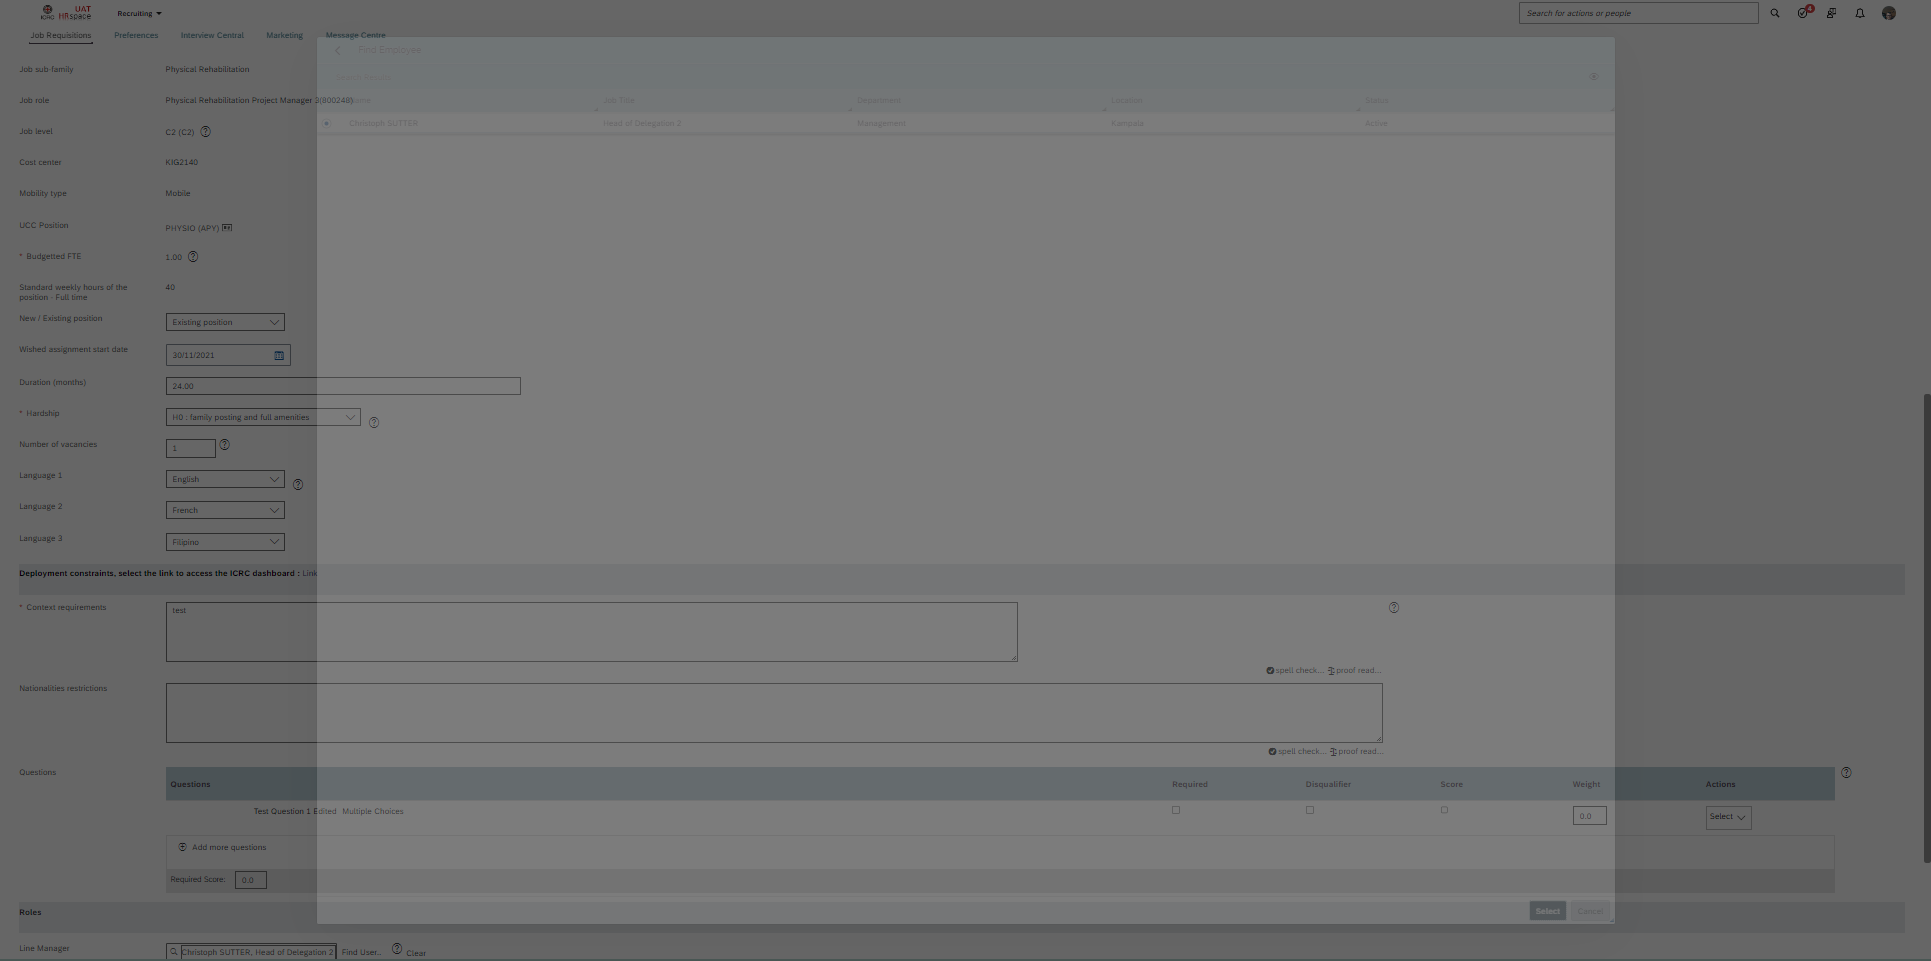 UAT
ICRC HRspace
Recruiting
Search for actions or people
4
Job Requisitions Preferences Interview Central Marketing Message Centre
Find Employee
Job sub-family Physical Rehabilitation
Job role Physical Rehabilitation Project Manager 3(800248)
Job Title Department Location Status
Christoph SUTTER Head of Delegation 2 Management Kampala Active
Job level C2 (C2)
Cost center KIG2140
Mobility type Mobile
UCC Position PHYSIO (APY)
* Budgetted FTE 1.00
Standard weekly hours of the
position - Full time 40
New / Existing position Existing position
Wished assignment start date 30/11/2021
Duration (months) 24.00
* Hardship H0 : family posting and full amenities
Number of vacancies 1
Language 1 English
Language 2 French
Language 3 Filipino
Deployment constraints, select the link to access the ICRC dashboard : Link
* Context requirements test
spell check... proof read...
Nationalities restrictions
spell check... proof read...
Questions
Questions Required Disqualifier Score Weight Actions
Test Question 1 Edited Multiple Choices 0.0 Select
Add more questions
Required Score: 0.0
Select Cancel
Roles
Line Manager Christoph SUTTER, Head of Delegation 2 Find User... Clear